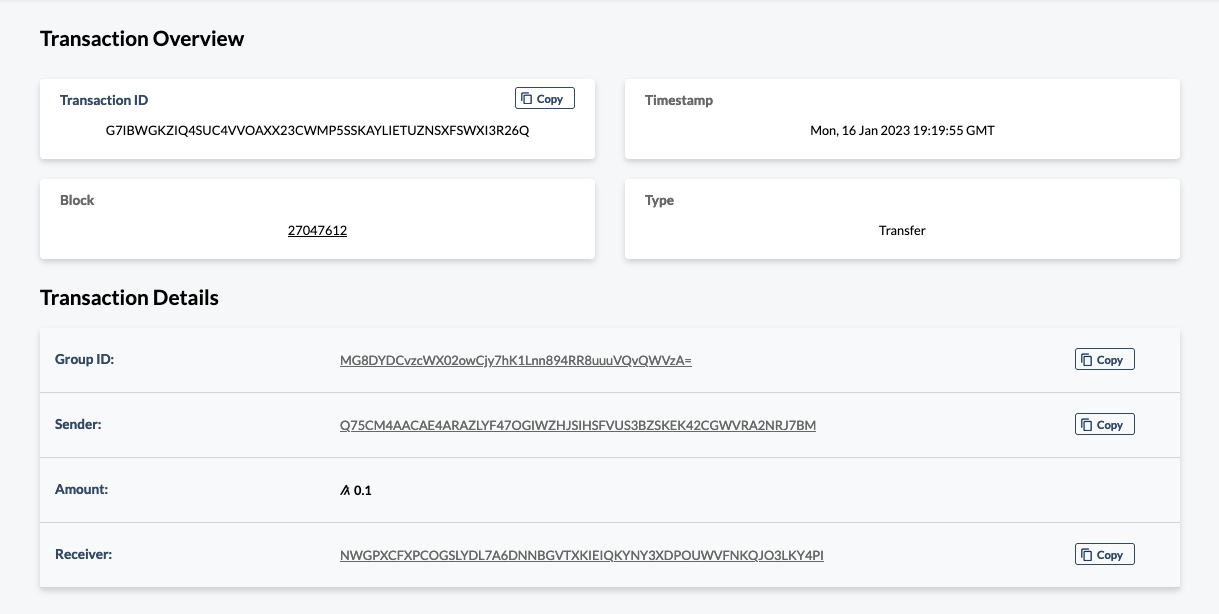 Transaction Overview
Transaction ID
Copy
G7IBWGKZIQ4SUC4VVOAXX23CWMP5SSKAYLIETUZNSXFSWXI3R26Q
Timestamp
Mon, 16 Jan 2023 19:19:55 GMT
Block
27047612
Type
Transfer
Transaction Details
Group ID: MG8DYDCvzcWX02owCjy7hK1Lnn894RR8uuuVQvQWVzA= Copy
Sender: Q75CM4AACAE4ARAZLYF47OGIWZHJSIHSFVUS3BZSKEK42CGWVRA2NRJ7BM Copy
Amount: 0.1
Receiver: NWGPXCFXPCOGSLYDL7A6DNNBGVTXKIEIQKYNY3XDPOUWVFNKQJO3LKY4PI Copy